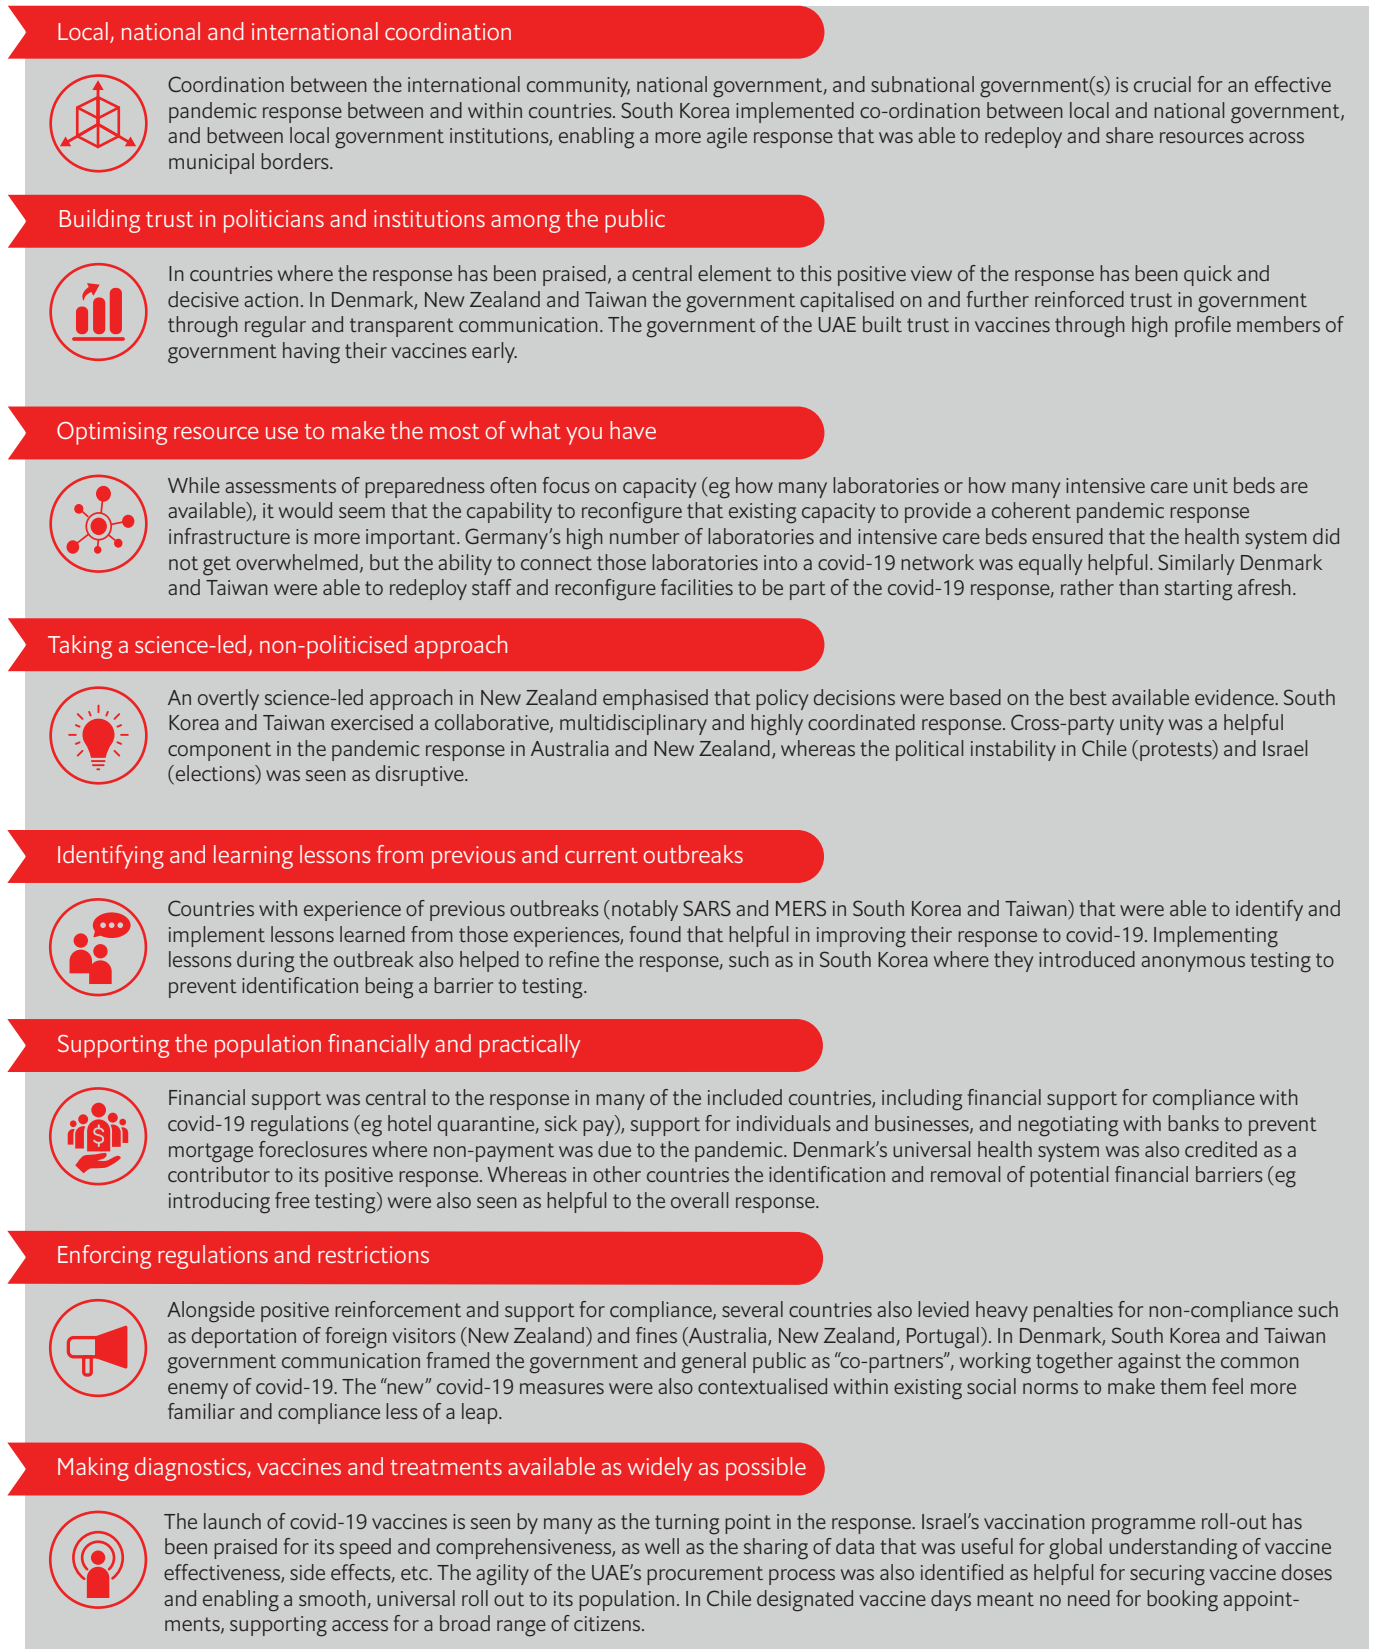 Local, national and international coordination
Coordination between the international community, national government, and subnational government(s) is crucial for an effective
pandemic response between and within countries. South Korea implemented co-ordination between local and national government,
and between local government institutions, enabling a more agile response that was able to redeploy and share resources across
municipal borders.
Building trust in politicians and institutions among the public
In countries where the response has been praised, a central element to this positive view of the response has been quick and
decisive action. In Denmark, New Zealand and Taiwan the government capitalised on and further reinforced trust in government
through regular and transparent communication. The government of the UAE built trust in vaccines through high profile members of
government having their vaccines early.
Optimising resource use to make the most of what you have
While assessments of preparedness often focus on capacity (eg how many laboratories or how many intensive care unit beds are
available), it would seem that the capability to reconfigure that existing capacity to provide a coherent pandemic response
infrastructure is more important. Germany's high number of laboratories and intensive care beds ensured that the health system did
not get overwhelmed, but the ability to connect those laboratories into a covid-19 network was equally helpful. Similarly Denmark
and Taiwan were able to redeploy staff and reconfigure facilities to be part of the covid-19 response, rather than starting afresh.
Taking a science-led, non-politicised approach
An overtly science-led approach in New Zealand emphasised that policy decisions were based on the best available evidence. South
Korea and Taiwan exercised a collaborative, multidisciplinary and highly coordinated response. Cross-party unity was a helpful
component in the pandemic response in Australia and New Zealand, whereas the political instability in Chile (protests) and Israel
(elections) was seen as disruptive.
Identifying and learning lessons from previous and current outbreaks
Countries with experience of previous outbreaks (notably SARS and MERS in South Korea and Taiwan) that were able to identify and
implement lessons learned from those experiences, found that helpful in improving their response to covid-19. Implementing
lessons during the outbreak also helped to refine the response, such as in South Korea where they introduced anonymous testing to
prevent identification being a barrier to testing.
Supporting the population financially and practically
Financial support was central to the response in many of the included countries, including financial support for compliance with
covid-19 regulations (eg hotel quarantine, sick pay), support for individuals and businesses, and negotiating with banks to prevent
mortgage foreclosures where non-payment was due to the pandemic. Denmark's universal health system was also credited as a
contributor to its positive response. Whereas in other countries the identification and removal of potential financial barriers (eg
introducing free testing) were also seen as helpful to the overall response.
$
Enforcing regulations and restrictions
Alongside positive reinforcement and support for compliance, several countries also levied heavy penalties for non-compliance such
as deportation of foreign visitors (New Zealand) and fines (Australia, New Zealand, Portugal). In Denmark, South Korea and Taiwan
government communication framed the government and general public as “co-partners”, working together against the common
enemy of covid-19. The “new” covid-19 measures were also contextualised within existing social norms to make them feel more
familiar and compliance less of a leap.
Making diagnostics, vaccines and treatments available as widely as possible
The launch of covid-19 vaccines is seen by many as the turning point in the response. Israel's vaccination programme roll-out has
been praised for its speed and comprehensiveness, as well as the sharing of data that was useful for global understanding of vaccine
effectiveness, side effects, etc. The agility of the UAE's procurement process was also identified as helpful for securing vaccine doses
and enabling a smooth, universal roll out to its population. In Chile designated vaccine days meant no need for booking appoint-
ments, supporting access for a broad range of citizens.